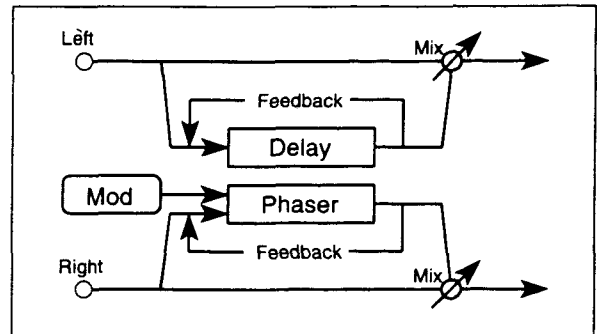 Left
Mix
Feedback
Delay
Mod
Phaser
Feedback
Right
Mix